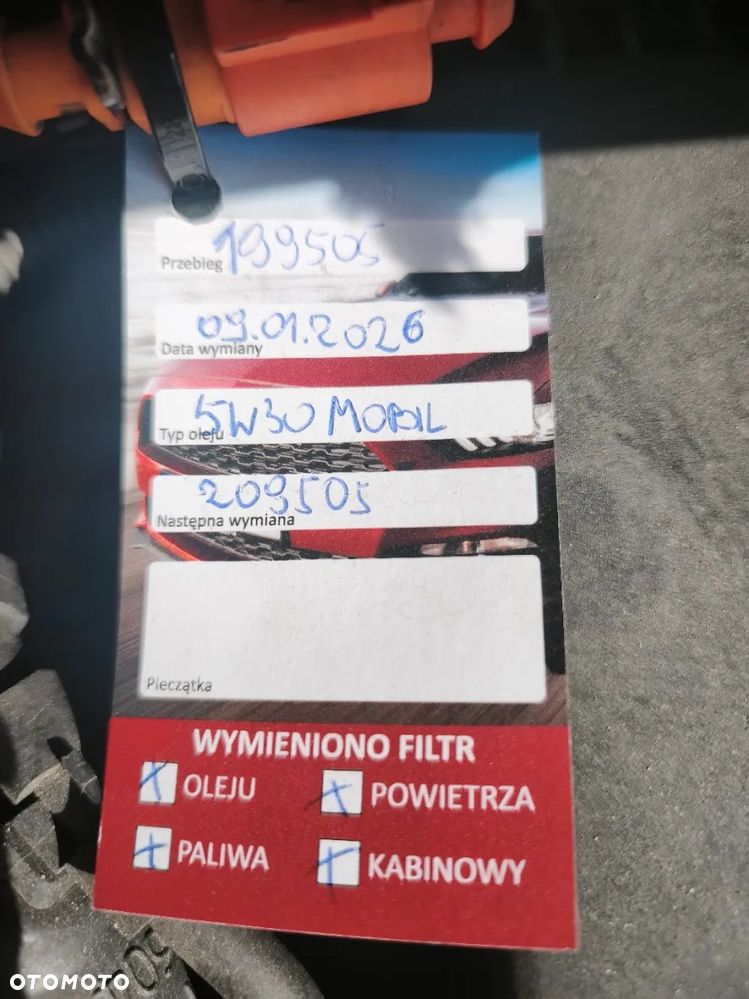 199505
Przebieg
09.01.2026
Data wymiany
5W30 MOBIL
Typ oleju
209505
Następna wymiana
Pieczątka
WYMIENIONO FILTR
X OLEJU X POWIETRZA
X PALIWA X KABINOWY
OTOMOTO